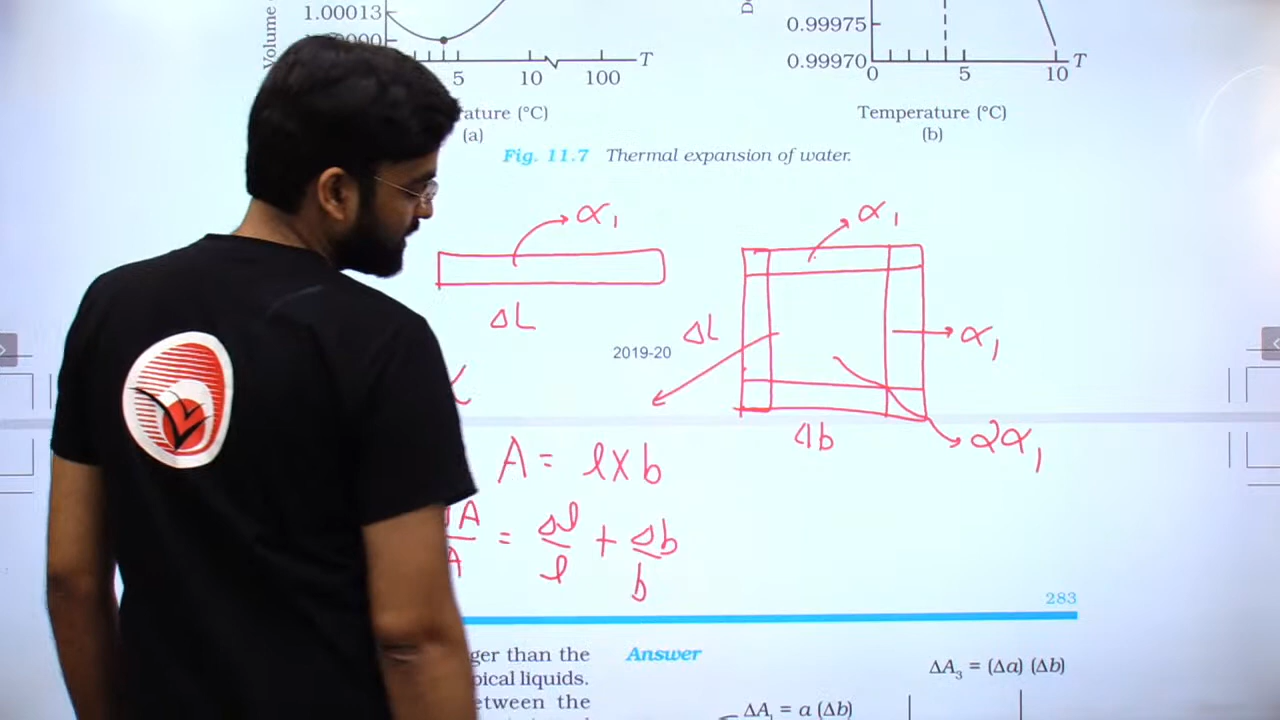 Volume
1.00013
5 10 100 T
(°C)
(a)
0.99975
0.99970
0 5 10 T
Temperature (°C)
(b)
Fig. 11.7 Thermal expansion of water.
α₁
ΔL
α₁
ΔL
α₁
Δb
2α₁
2019-20
A = l x b
A/A = Δl/l + Δb/b
283
ger than the
liquids.
etween the
Answer
ΔA₃ = (Δa) (Δb)
ΔA₁ = a (Δb)